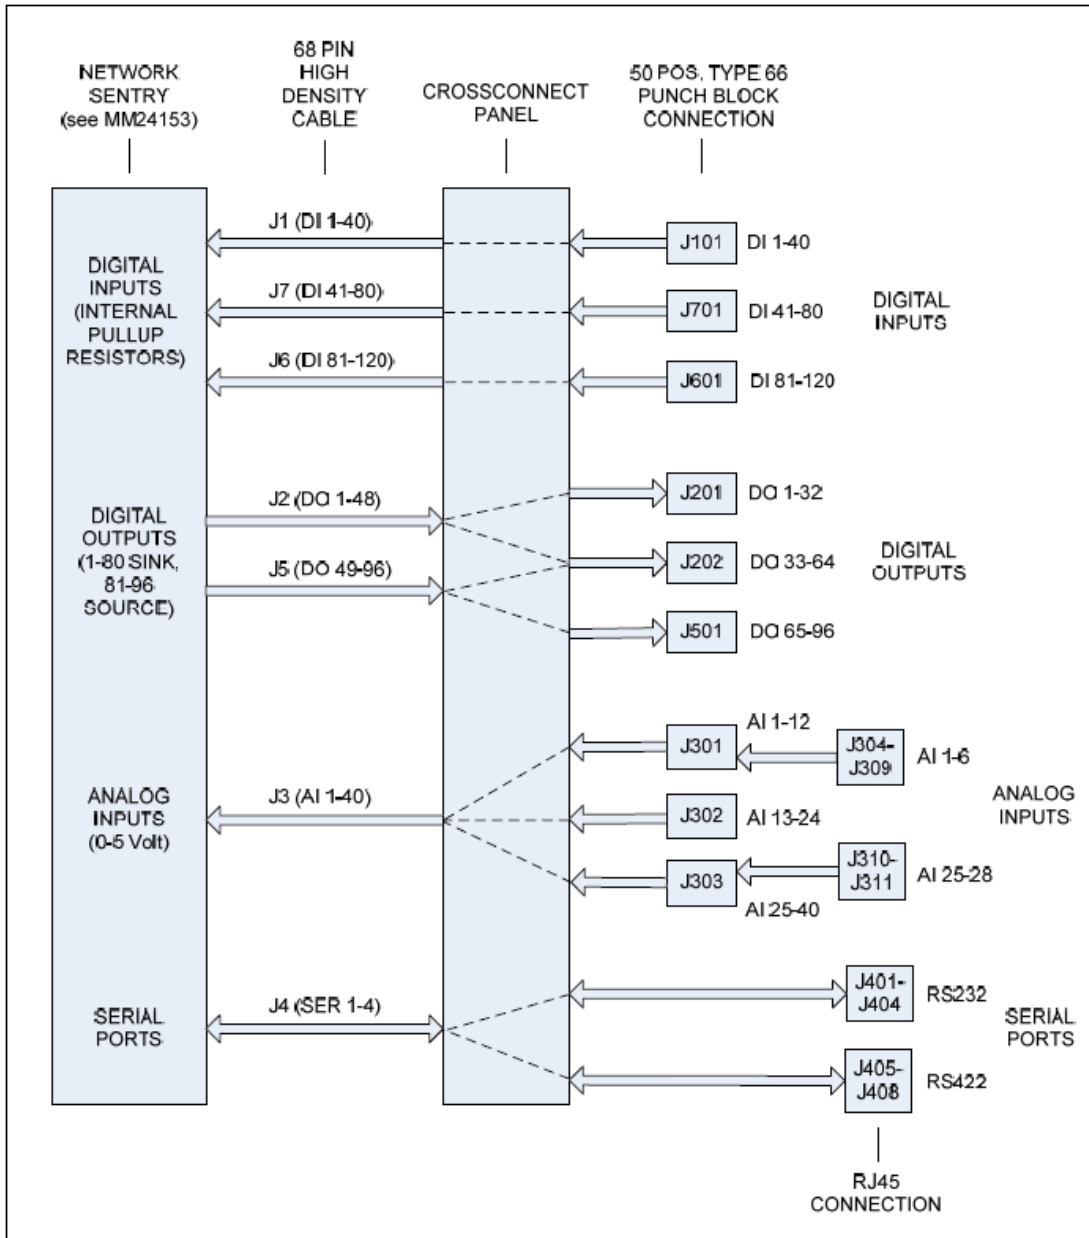 NETWORK
SENTRY
(see MM24153)
68 PIN
HIGH
DENSITY
CABLE
CROSSCONNECT
PANEL
50 POS, TYPE 66
PUNCH BLOCK
CONNECTION
J1 (DI 1-40)
J101
DI 1-40
DIGITAL
INPUTS
(INTERNAL
PULLUP
RESISTORS)
J7 (DI 41-80)
J701
DI 41-80
DIGITAL
INPUTS
J6 (DI 81-120)
J601
DI 81-120
DIGITAL
OUTPUTS
(1-80 SINK,
81-96
SOURCE)
J2 (DO 1-48)
J201
DO 1-32
J5 (DO 49-96)
J202
DO 33-64
DIGITAL
OUTPUTS
J501
DO 65-96
AI 1-12
J301
J304-
J309
AI 1-6
ANALOG
INPUTS
(0-5 Volt)
J3 (AI 1-40)
J302
AI 13-24
ANALOG
INPUTS
J303
J310-
J311
AI 25-28
AI 25-40
SERIAL
PORTS
J4 (SER 1-4)
J401-
J404
RS232
SERIAL
PORTS
J405-
J408
RS422
RJ45
CONNECTION